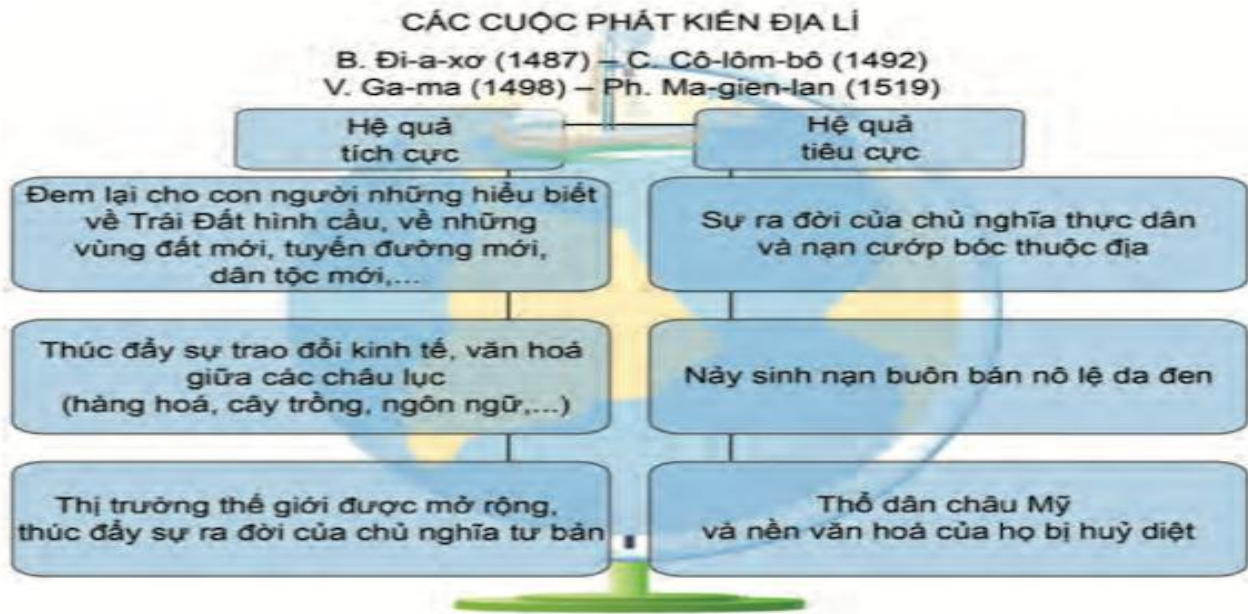 CÁC CUỘC PHÁT KIẾN ĐỊA LÍ
B. Đi-a-xơ (1487) – C. Cô-lôm-bô (1492)
V. Ga-ma (1498) – Ph. Ma-gien-lan (1519)
Hệ quả
tích cực
Hệ quả
tiêu cực
Đem lại cho con người những hiểu biết
về Trái Đất hình cầu, về những
vùng đất mới, tuyến đường mới,
dân tộc mới,...
Sự ra đời của chủ nghĩa thực dân
và nạn cướp bóc thuộc địa
Thúc đẩy sự trao đổi kinh tế, văn hoá
giữa các châu lục
(hàng hoá, cây trồng, ngôn ngữ,...)
Nảy sinh nạn buôn bán nô lệ da đen
Thị trường thế giới được mở rộng,
thúc đẩy sự ra đời của chủ nghĩa tư bản
Thổ dân châu Mỹ
và nền văn hoá của họ bị huỷ diệt